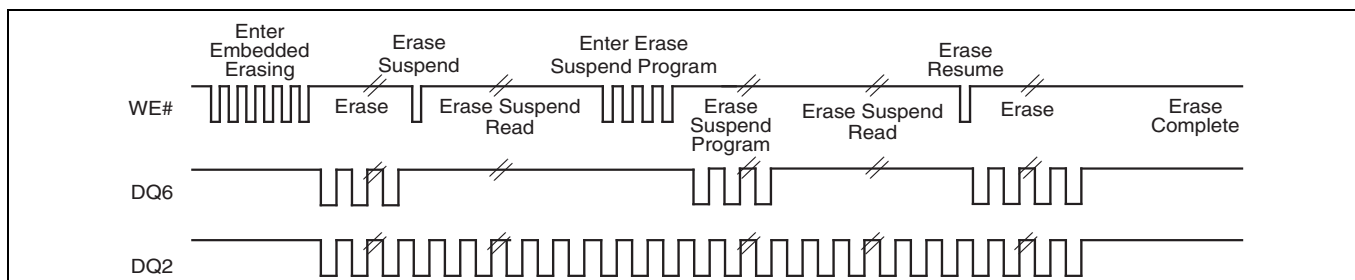 Enter
Embedded
Erasing
Erase
Suspend
Enter Erase
Suspend Program
Erase
Resume
WE#
Erase
Erase Suspend
Read
Erase
Suspend
Program
Erase Suspend
Read
Erase
Erase
Complete
DQ6
DQ2